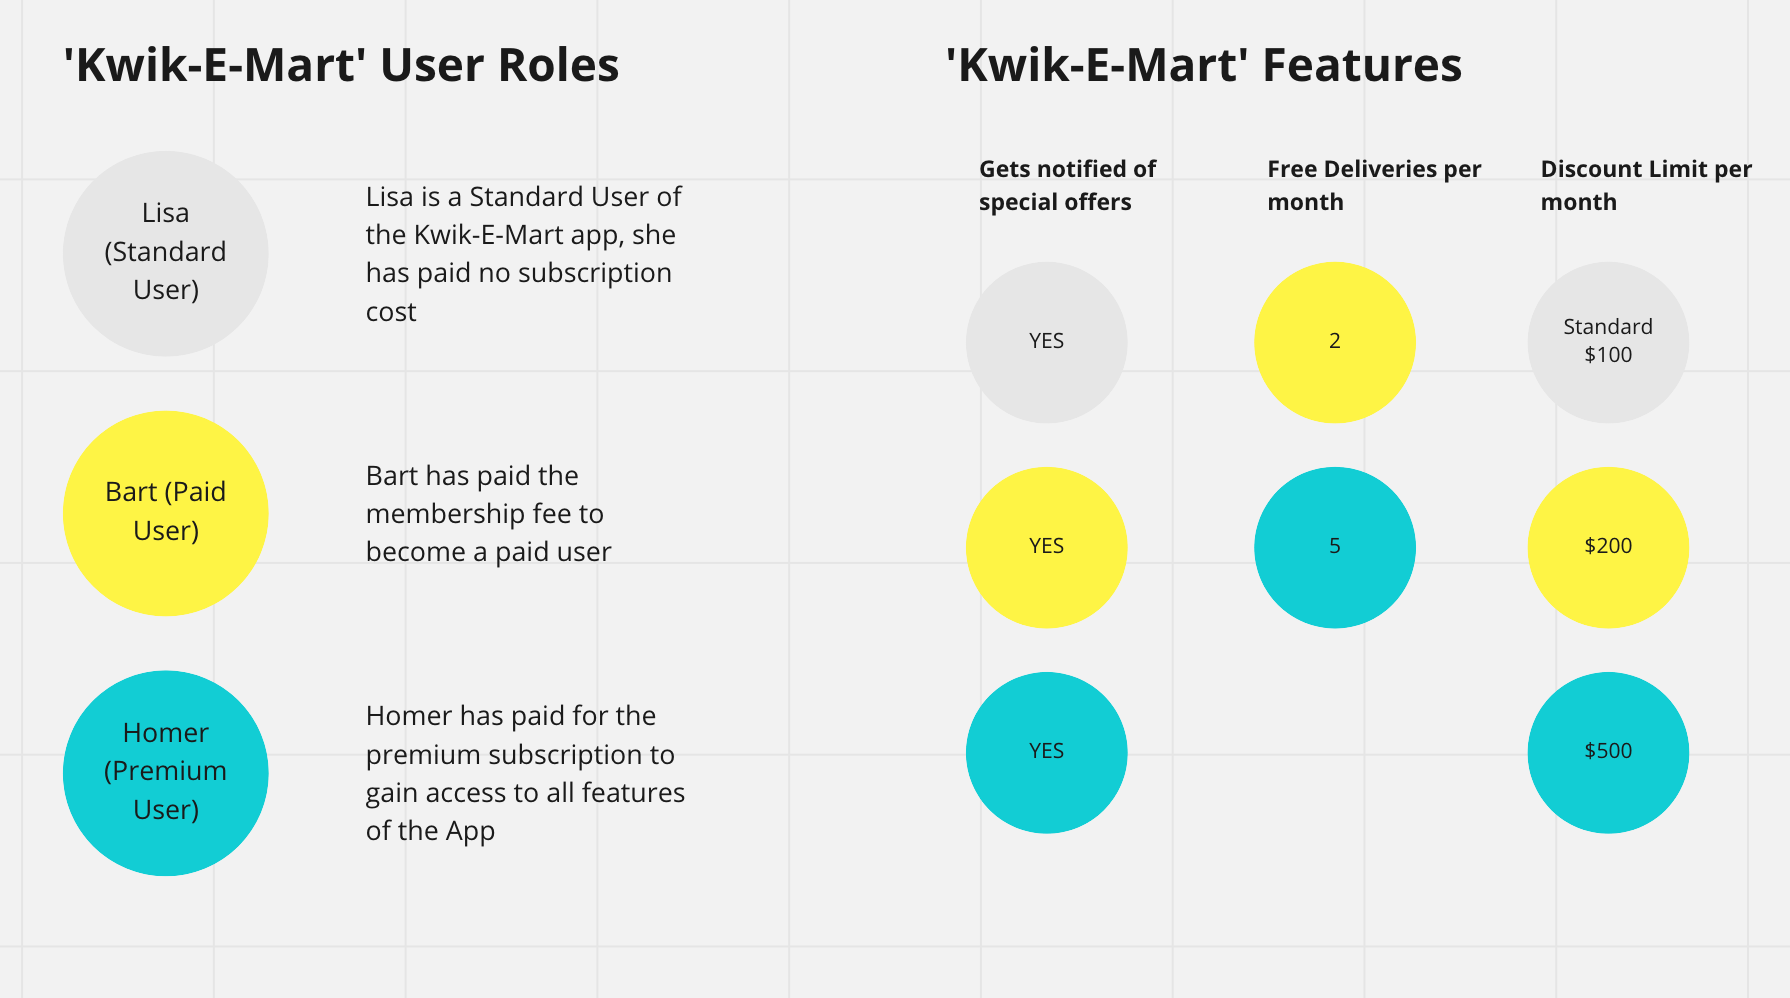 'Kwik-E-Mart' User Roles
Lisa
(Standard
User)
Lisa is a Standard User of
the Kwik-E-Mart app, she
has paid no subscription
cost
Bart (Paid
User)
Bart has paid the
membership fee to
become a paid user
Homer
(Premium
User)
Homer has paid for the
premium subscription to
gain access to all features
of the App
'Kwik-E-Mart' Features
Gets notified of
special offers
Free Deliveries per
month
Discount Limit per
month
YES
2
Standard
$100
YES
5
$200
YES
$500